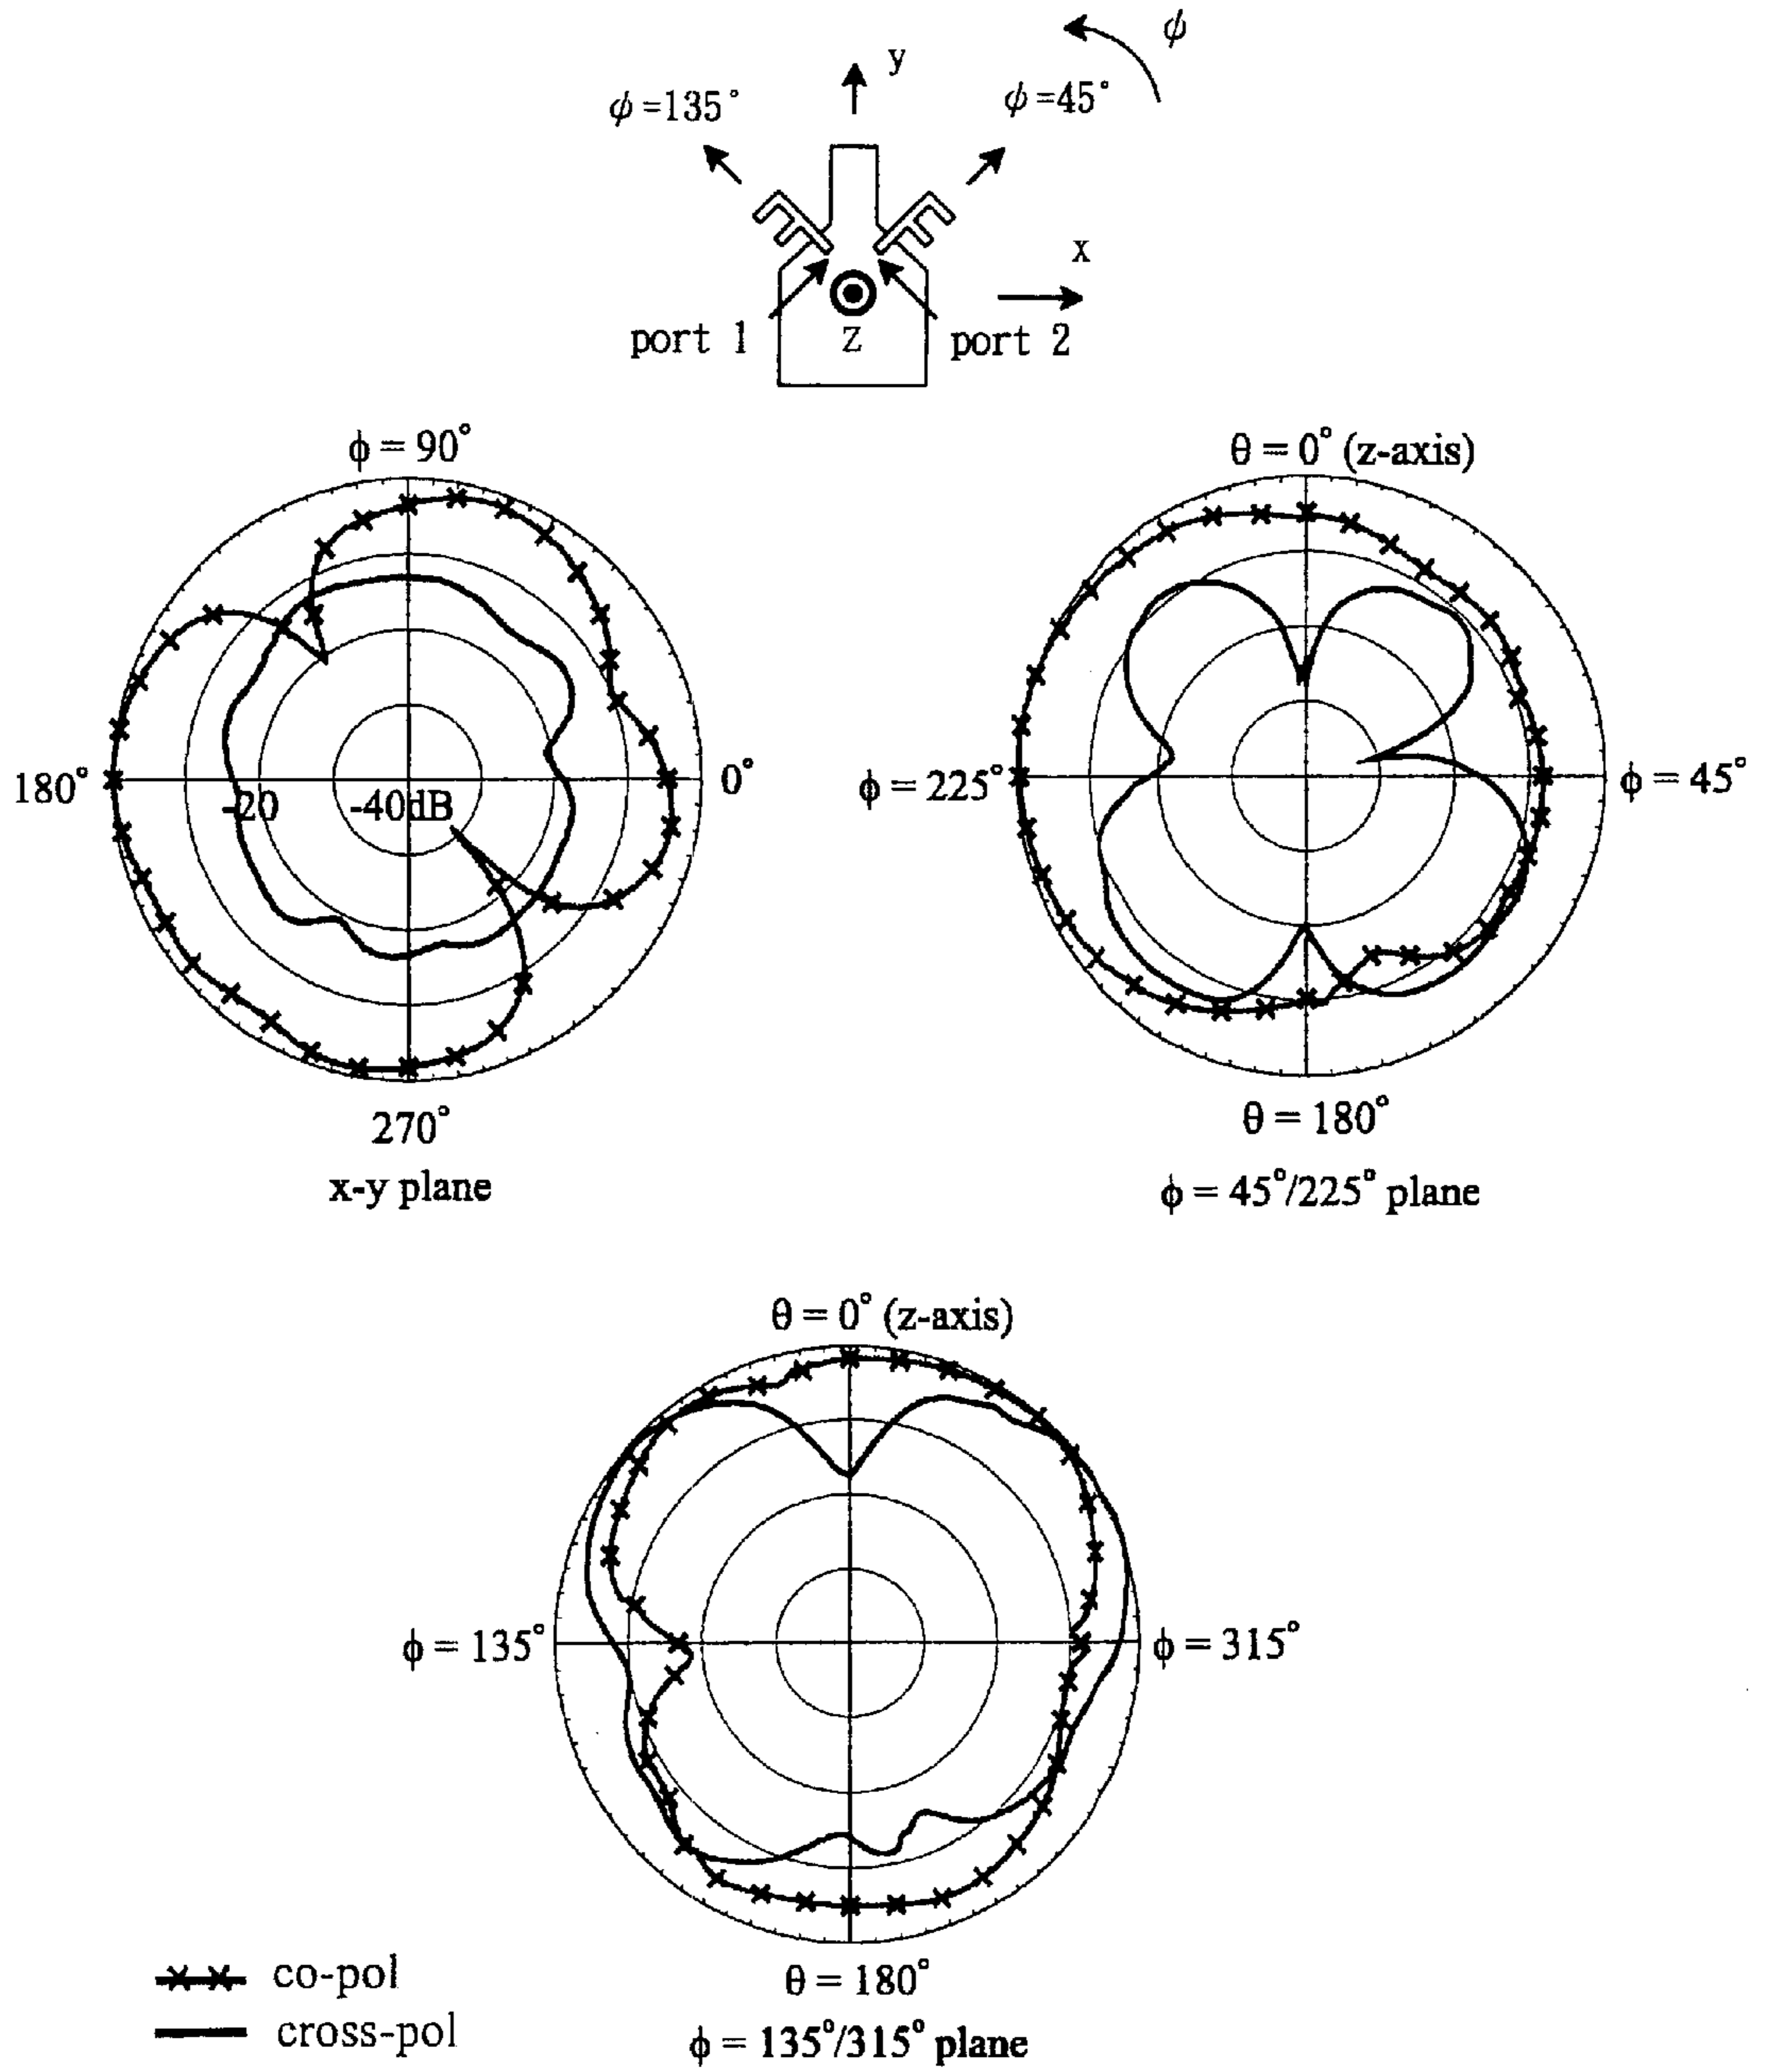 ϕ
y
ϕ=135°
ϕ=45°
x
port 1
Z
port 2
ϕ = 90°
180°
-20
-40dB
0°
270°
x-y plane
θ = 0° (z-axis)
ϕ = 225°
ϕ = 45°
θ = 180°
ϕ = 45°/225° plane
θ = 0° (z-axis)
ϕ = 135°
ϕ = 315°
θ = 180°
ϕ = 135°/315° plane
co-pol
cross-pol